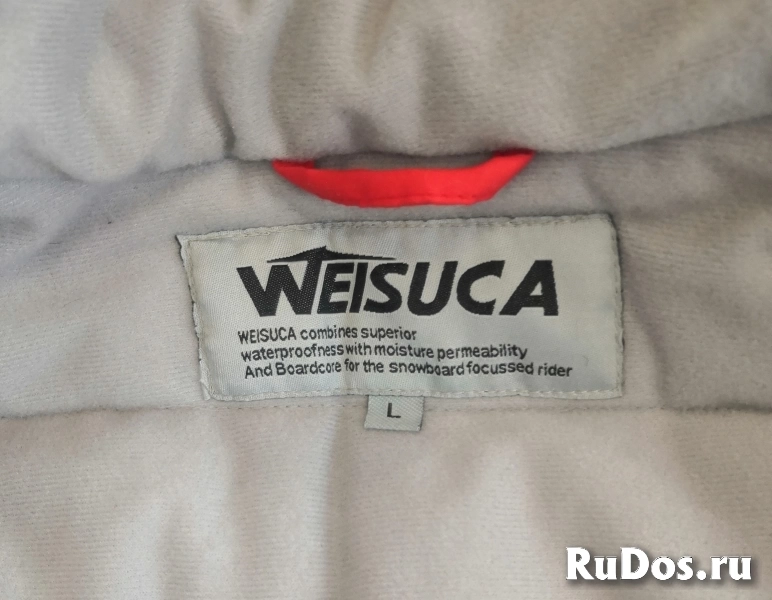 WEISUCA
WEISUCA combines superior
waterproofness with moisture permeability
And Boardcore for the snowboard focussed rider
L
RuDos.ru